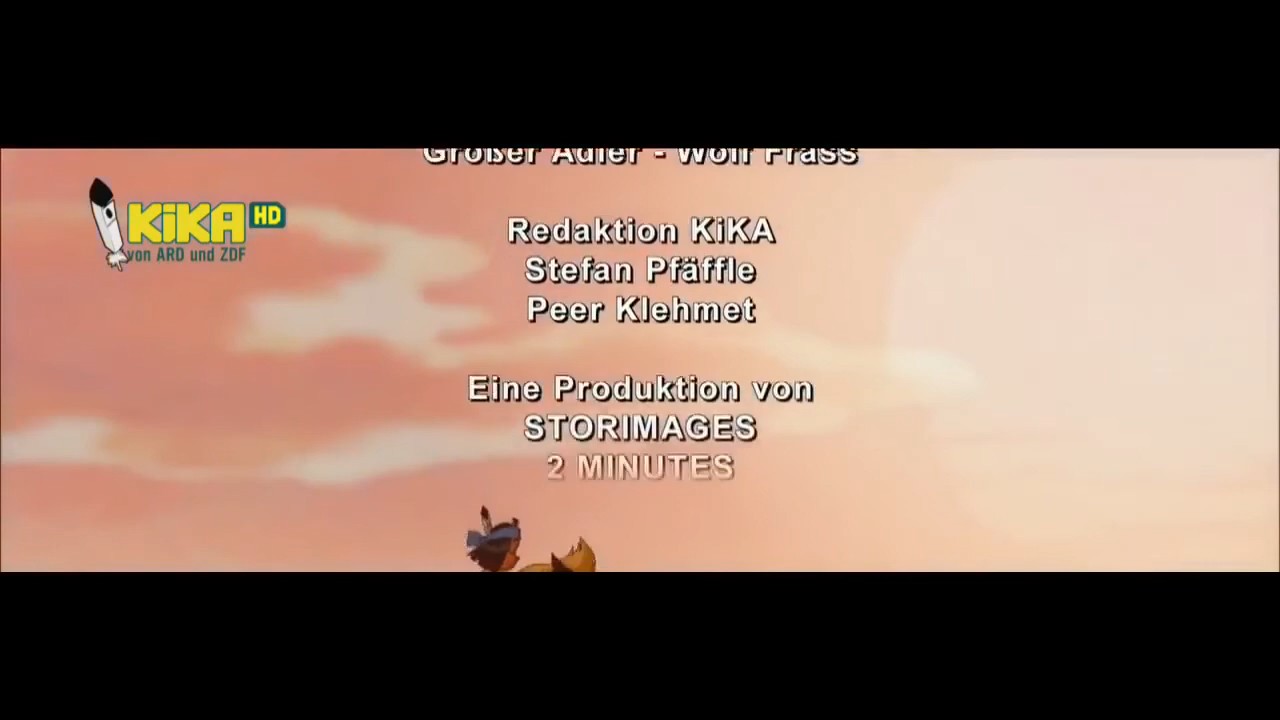 Großer Adler - Wolf Frass
KiKA HD
von ARD und ZDF
Redaktion KiKA
Stefan Pfäffle
Peer Klehmet
Eine Produktion von
STORIMAGES
2 MINUTES